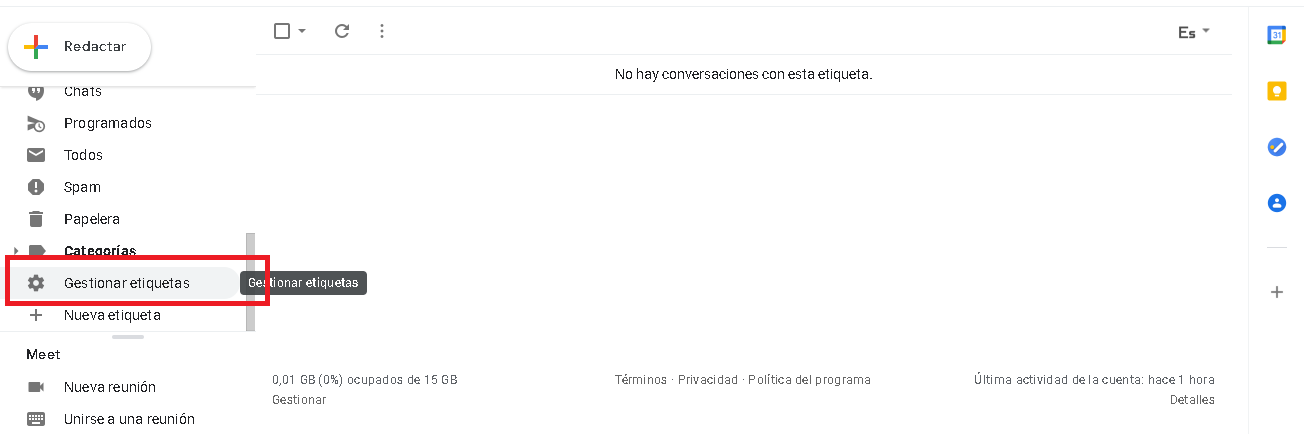 Redactar
Es
No hay conversaciones con esta etiqueta.
31
Chats
Programados
Todos
Spam
Papelera
Categorías
Gestionar etiquetas
Gestionar etiquetas
Nueva etiqueta
Meet
Nueva reunión
Unirse a una reunión
0,01 GB (0%) ocupados de 15 GB
Gestionar
Términos · Privacidad · Política del programa
Última actividad de la cuenta: hace 1 hora
Detalles